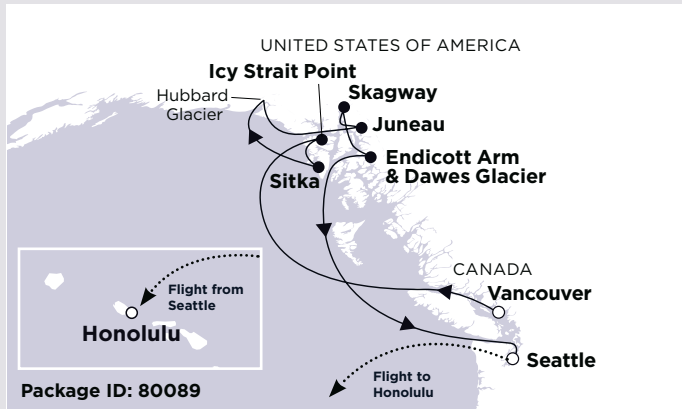 UNITED STATES OF AMERICA
Icy Strait Point
Hubbard
Glacier
Skagway
Juneau
Endicott Arm
& Dawes Glacier
Sitka
CANADA
Vancouver
Flight from
Seattle
Honolulu
Seattle
Flight to
Honolulu
Package ID: 80089